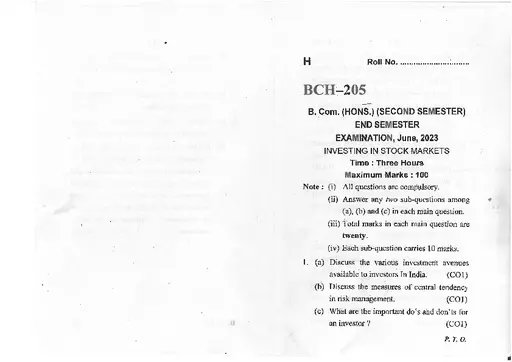 H Roll No. ..............................
BCH–205
B. Com. (HONS.) (SECOND SEMESTER)
END SEMESTER
EXAMINATION, June, 2023
INVESTING IN STOCK MARKETS
Time : Three Hours
Maximum Marks : 100
Note : (i) All questions are compulsory.
(ii) Answer any two sub-questions among
(a), (b) and (c) in each main question.
(iii) Total marks in each main question are
twenty.
(iv) Each sub-question carries 10 marks.
1. (a) Discuss the various investment avenues
available to investors in India. (CO1)
(b) Discuss the measures of central tendency
in risk management. (CO1)
(c) What are the important do's and don'ts for
an investor ? (CO1)
P. T. O.